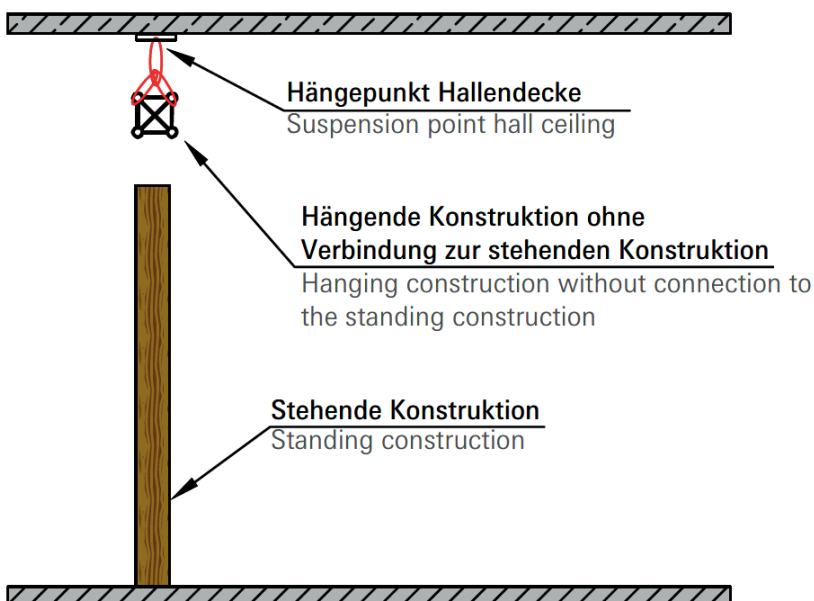 Hängepunkt Hallendecke
Suspension point hall ceiling
Hängende Konstruktion ohne
Verbindung zur stehenden Konstruktion
Hanging construction without connection to
the standing construction
Stehende Konstruktion
Standing construction